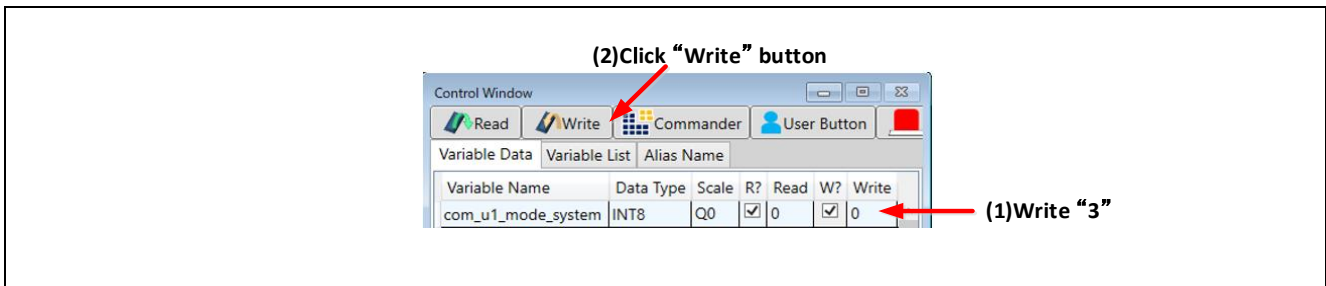 (2)Click “Write” button
Control Window
Read Write Commander User Button
Variable Data Variable List Alias Name
Variable Name Data Type Scale R? Read W? Write
com_u1_mode_system INT8 Q0 0 0
(1)Write “3”